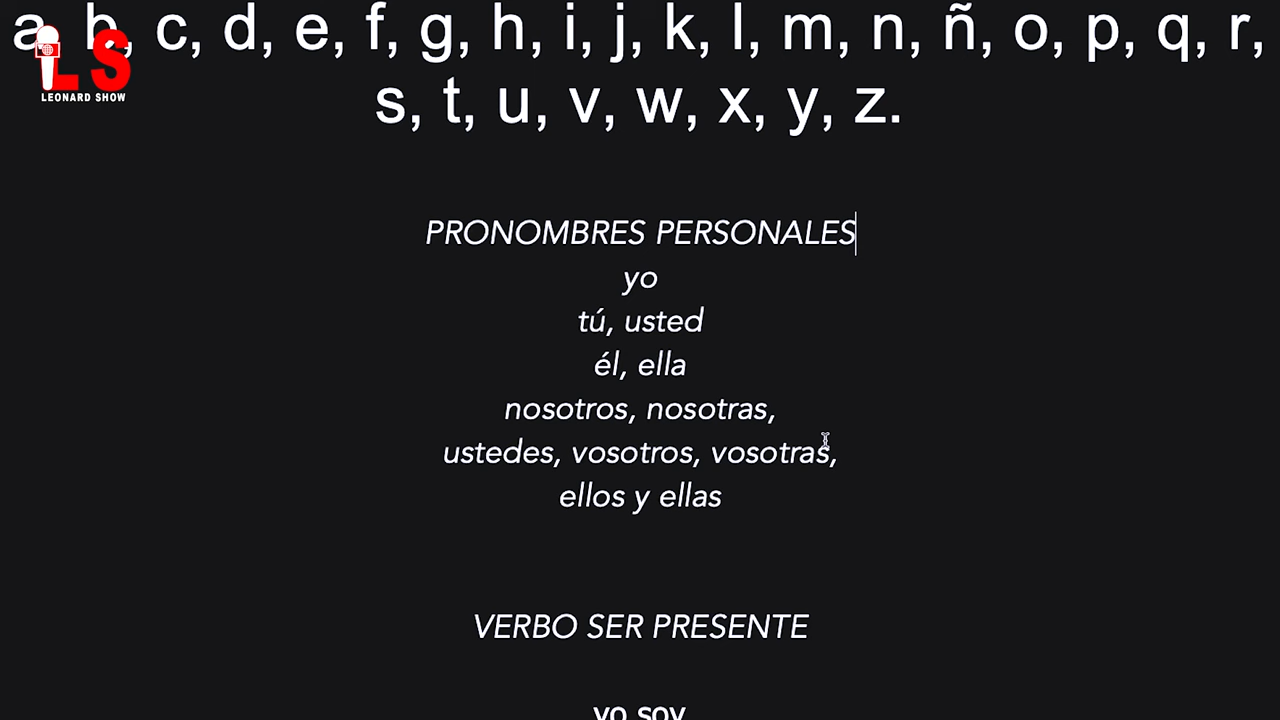 a, b, c, d, e, f, g, h, i, j, k, l, m, n, ñ, o, p, q, r,
s, t, u, v, w, x, y, z.
LS
LEONARD SHOW
PRONOMBRES PERSONALES
yo
tú, usted
él, ella
nosotros, nosotras,
ustedes, vosotros, vosotras,
ellos y ellas
VERBO SER PRESENTE
yo soy